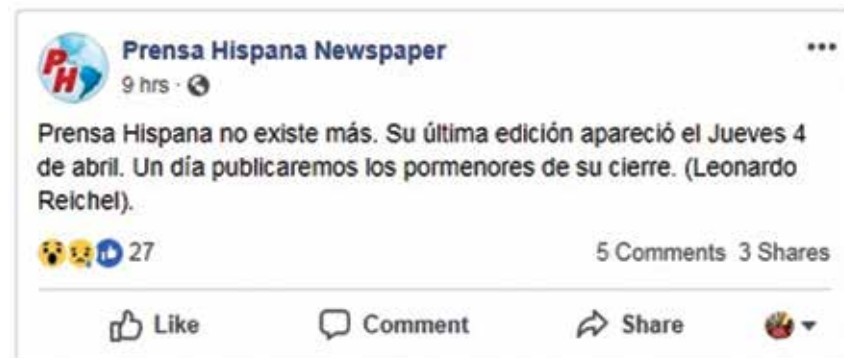 PH
Prensa Hispana Newspaper
9 hrs ·
Prensa Hispana no existe más. Su última edición apareció el Jueves 4
de abril. Un día publicaremos los pormenores de su cierre. (Leonardo
Reichel).
27 5 Comments 3 Shares
Like Comment Share